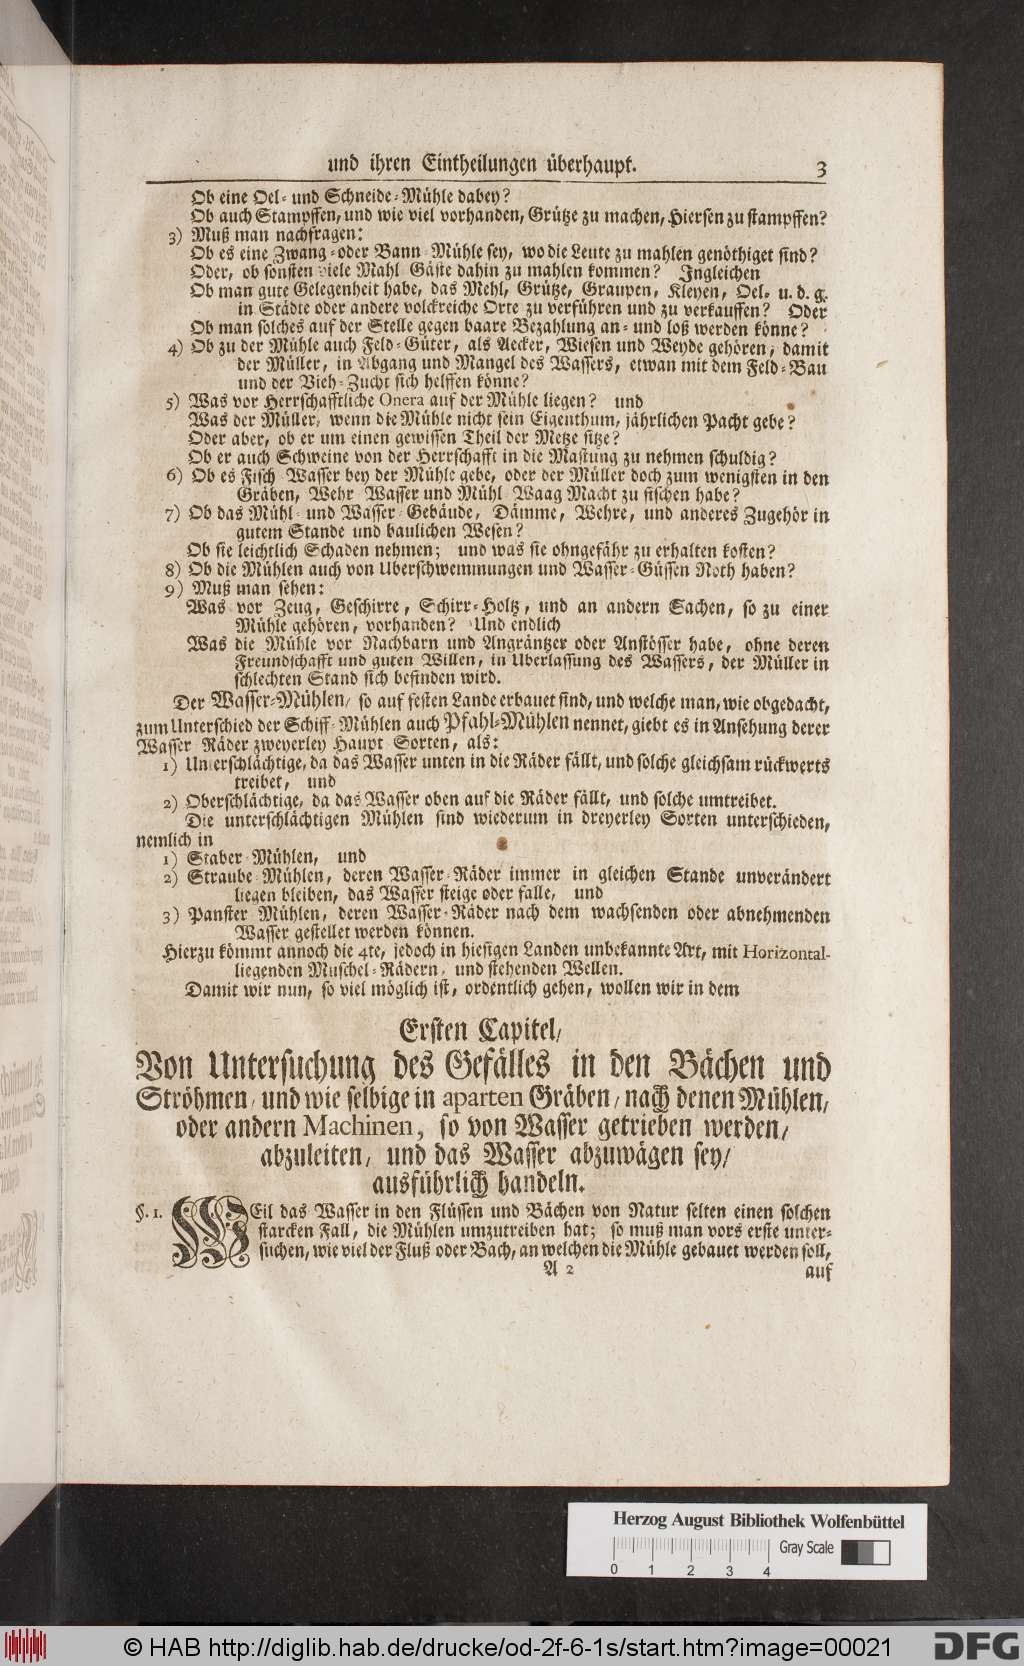 und ihren Eintheilungen überhaupt. 3
Ob eine Oel- und Schneide-Mühle dabey?
Ob auch Stampffen, und wie viel vorhanden, Grütze zu machen, Hiersen zu stampffen?
3) Muß man nachfragen:
Ob es eine Zwang- oder Bann-Mühle sey, wo die Leute zu mahlen genöthiget sind?
Oder, ob sonsten viele Mahl-Gäste dahin zu mahlen kommen? Ingleichen
Ob man gute Gelegenheit habe, das Mehl, Grütze, Graupen, Kleyen, Oel- u. d. g.
in Städte oder andere volckreiche Orte zu verführen und zu verkauffen? Oder
Ob man solches auf der Stelle gegen baare Bezahlung an- und loß werden könne?
4) Ob zu der Mühle auch Feld-Güter, als Aecker, Wiesen und Weyde gehören, damit
der Müller, in Abgang und Mangel des Wassers, etwan mit dem Feld-Bau
und der Vieh-Zucht sich helffen könne?
5) Was vor Herrschafftliche Onera auf der Mühle liegen? und
Was der Müller, wenn die Mühle nicht sein Eigenthum, jährlichen Pacht gebe?
Oder aber, ob er um einen gewissen Theil der Metze sitze?
Ob er auch Schweine von der Herrschafft in die Mastung zu nehmen schuldig?
6) Ob es Fisch-Wasser bey der Mühle gebe, oder der Müller doch zum wenigsten in den
Gräben, Wehr-Wasser und Mühl-Waag Macht zu fischen habe?
7) Ob das Mühl- und Wasser-Gebäude, Dämme, Wehre, und anderes Zugehör in
gutem Stande und baulichen Wesen?
Ob sie leichtlich Schaden nehmen; und was sie ohngefähr zu erhalten kosten?
8) Ob die Mühlen auch von Uberschwemmungen und Wasser-Güssen Noth haben?
9) Muß man sehen:
Was vor Zeug, Geschirre, Schirr-Holtz, und an andern Sachen, so zu einer
Mühle gehören, vorhanden? Und endlich
Was die Mühle vor Nachbarn und Angräntzer oder Anstösser habe, ohne deren
Freundschafft und guten Willen, in Uberlassung des Wassers, der Müller in
schlechten Stand sich befinden wird.
Der Wasser-Mühlen, so auf festen Lande erbauet sind, und welche man, wie obgedacht,
zum Unterschied der Schiff-Mühlen auch Pfahl-Mühlen nennet, giebt es in Ansehung derer
Wasser-Räder zweyerley Haupt-Sorten, als:
1) Unterschlächtige, da das Wasser unten in die Räder fällt, und solche gleichsam rückwerts
treibet, und
2) Oberschlächtige, da das Wasser oben auf die Räder fällt, und solche umtreibet.
Die unterschlächtigen Mühlen sind wiederum in dreyerley Sorten unterschieden,
nemlich in
1) Staber-Mühlen, und
2) Straube-Mühlen, deren Wasser-Räder immer in gleichen Stande unverändert
liegen bleiben, das Wasser steige oder falle, und
3) Panster-Mühlen, deren Wasser-Räder nach dem wachsenden oder abnehmenden
Wasser gestellet werden können.
Hierzu kömmt annoch die 4te, jedoch in hiesigen Landen unbekannte Art, mit Horizontal-
liegenden Muschel-Rädern, und stehenden Wellen.
Damit wir nun, so viel möglich ist, ordentlich gehen, wollen wir in dem
Ersten Capitel/
Von Untersuchung des Gefälles in den Bächen und
Ströhmen/ und wie selbige in aparten Gräben/ nach denen Mühlen/
oder andern Machinen, so von Wasser getrieben werden/
abzuleiten/ und das Wasser abzuwägen sey/
ausführlich handeln.
§. 1. WEil das Wasser in den Flüssen und Bächen von Natur selten einen solchen
starcken Fall, die Mühlen umzutreiben hat; so muß man vors erste unter-
suchen, wie viel der Fluß oder Bach, an welchen die Mühle gebauet werden soll,
A 2 auf
Herzog August Bibliothek Wolfenbüttel
Gray Scale
0 1 2 3 4
© HAB http://diglib.hab.de/drucke/od-2f-6-1s/start.htm?image=00021 DFG